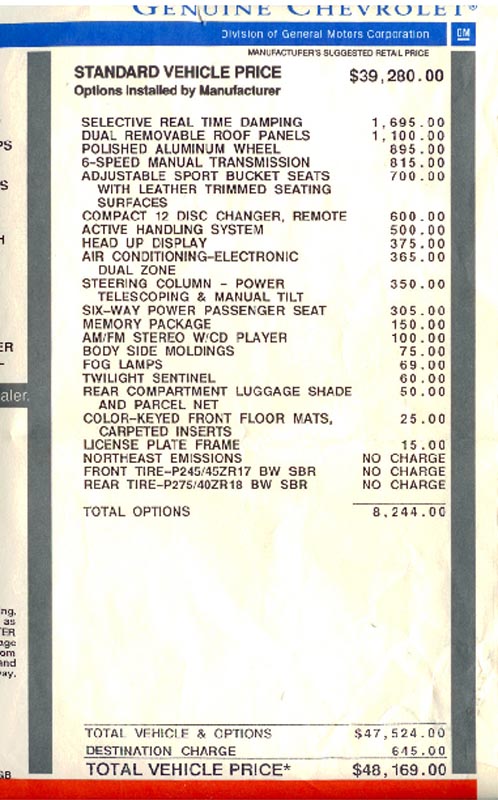 GENUINE CHEVROLET®
Division of General Motors Corporation GM
MANUFACTURER'S SUGGESTED RETAIL PRICE
STANDARD VEHICLE PRICE $39,280.00
Options Installed by Manufacturer
SELECTIVE REAL TIME DAMPING 1,695.00
DUAL REMOVABLE ROOF PANELS 1,100.00
POLISHED ALUMINUM WHEEL 895.00
6-SPEED MANUAL TRANSMISSION 815.00
ADJUSTABLE SPORT BUCKET SEATS 700.00
WITH LEATHER TRIMMED SEATING
SURFACES
COMPACT 12 DISC CHANGER, REMOTE 600.00
ACTIVE HANDLING SYSTEM 500.00
HEAD UP DISPLAY 375.00
AIR CONDITIONING-ELECTRONIC 365.00
DUAL ZONE
STEERING COLUMN - POWER 350.00
TELESCOPING & MANUAL TILT
SIX-WAY POWER PASSENGER SEAT 305.00
MEMORY PACKAGE 150.00
AM/FM STEREO W/CD PLAYER 100.00
BODY SIDE MOLDINGS 75.00
FOG LAMPS 69.00
TWILIGHT SENTINEL 60.00
REAR COMPARTMENT LUGGAGE SHADE 50.00
AND PARCEL NET
COLOR-KEYED FRONT FLOOR MATS, 25.00
CARPETED INSERTS
LICENSE PLATE FRAME 15.00
NORTHEAST EMISSIONS NO CHARGE
FRONT TIRE-P245/45ZR17 BW SBR NO CHARGE
REAR TIRE-P275/40ZR18 BW SBR NO CHARGE
TOTAL OPTIONS 8,244.00
TOTAL VEHICLE & OPTIONS $47,524.00
DESTINATION CHARGE 645.00
TOTAL VEHICLE PRICE* $48,169.00